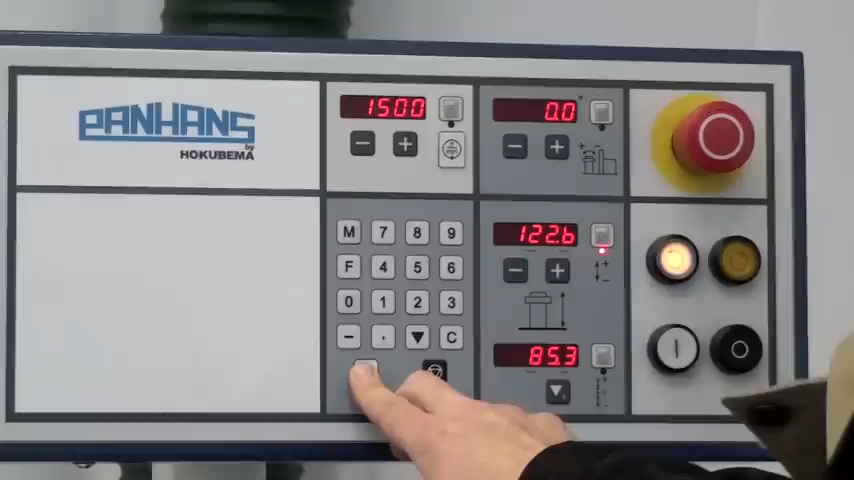 PANHANS
by
HOKUBEMA
1500
0.0
°
M 7 8 9
F 4 5 6
0 1 2 3
- . C
122.6
85.3